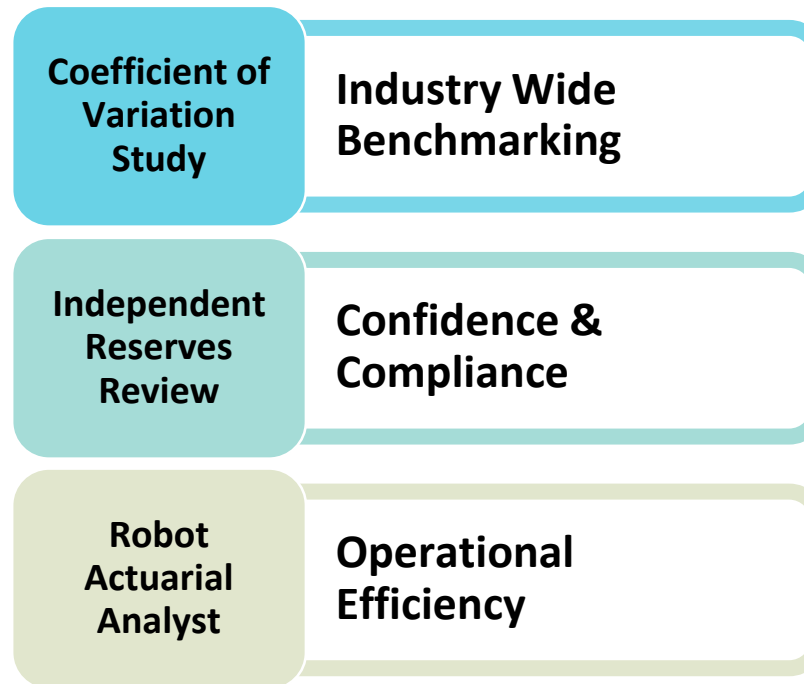 Coefficient of
Variation
Study
Industry Wide
Benchmarking
Independent
Reserves
Review
Confidence &
Compliance
Robot
Actuarial
Analyst
Operational
Efficiency